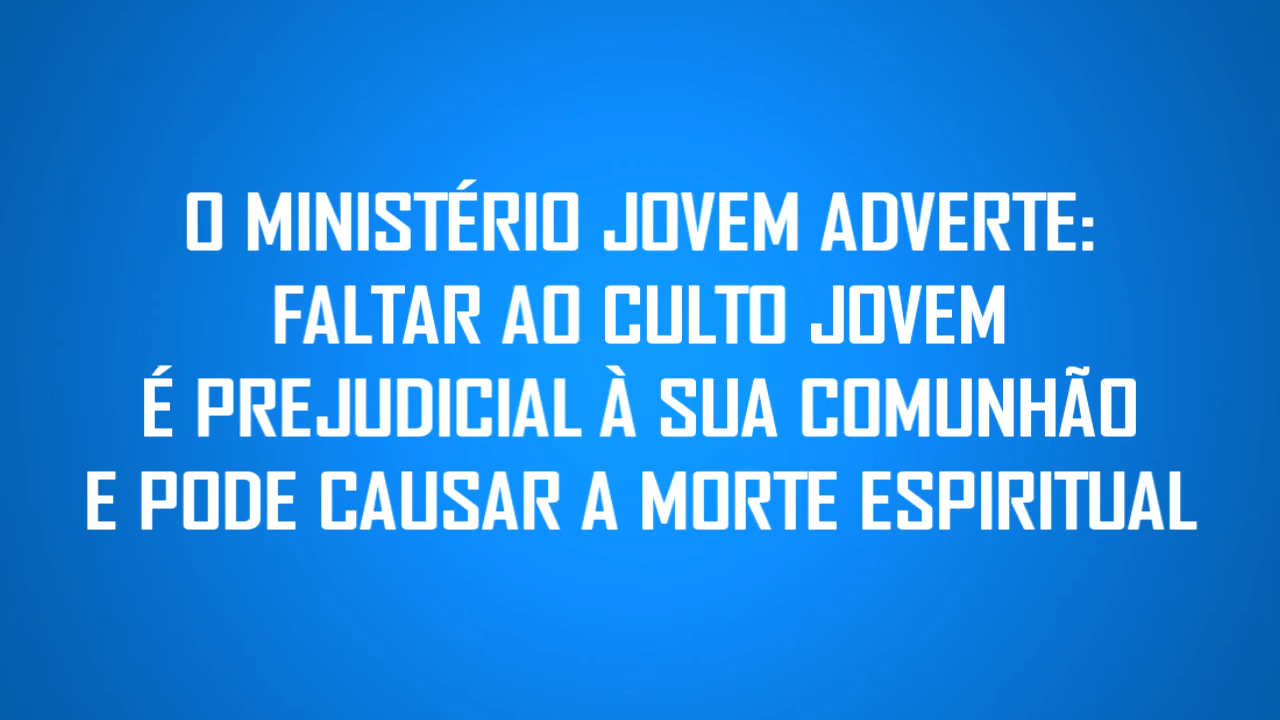 O MINISTÉRIO JOVEM ADVERTE:
FALTAR AO CULTO JOVEM
É PREJUDICIAL À SUA COMUNHÃO
E PODE CAUSAR A MORTE ESPIRITUAL